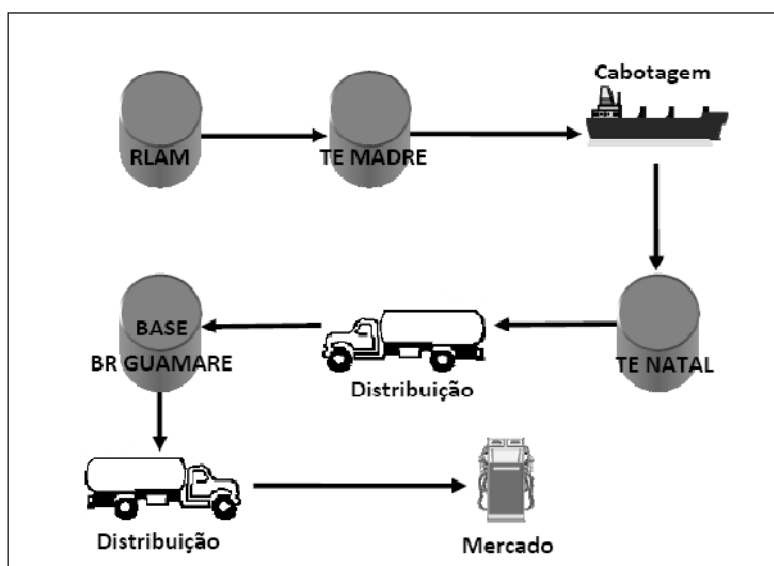 Cabotagem
RLAM
TE MADRE
BASE
BR GUAMARE
Distribuição
TE NATAL
Distribuição
Mercado